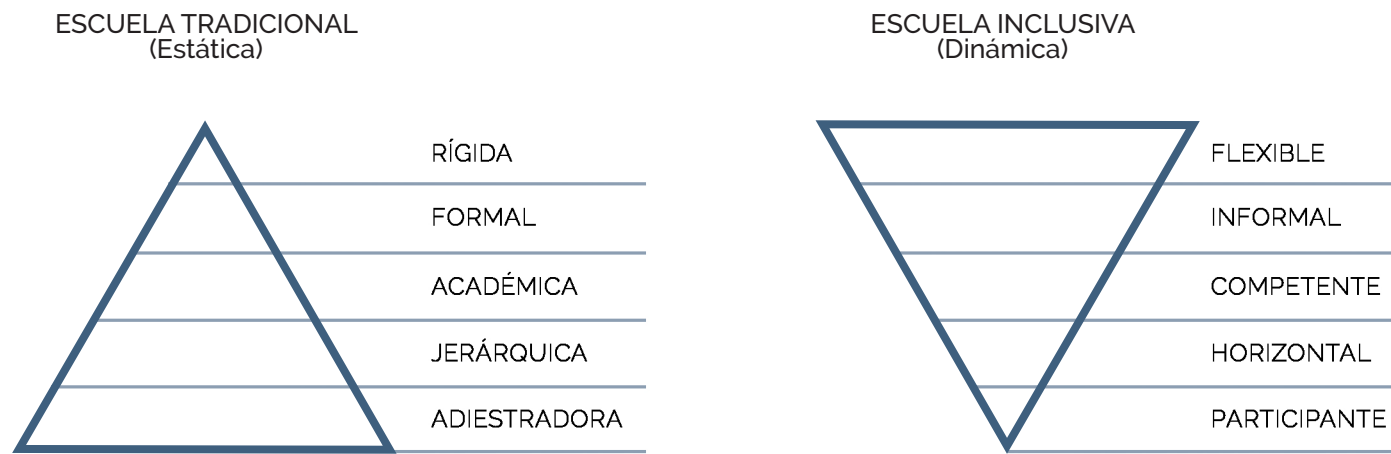 ESCUELA TRADICIONAL
(Estática)
RÍGIDA
FORMAL
ACADÉMICA
JERÁRQUICA
ADIESTRADORA
ESCUELA INCLUSIVA
(Dinámica)
FLEXIBLE
INFORMAL
COMPETENTE
HORIZONTAL
PARTICIPANTE